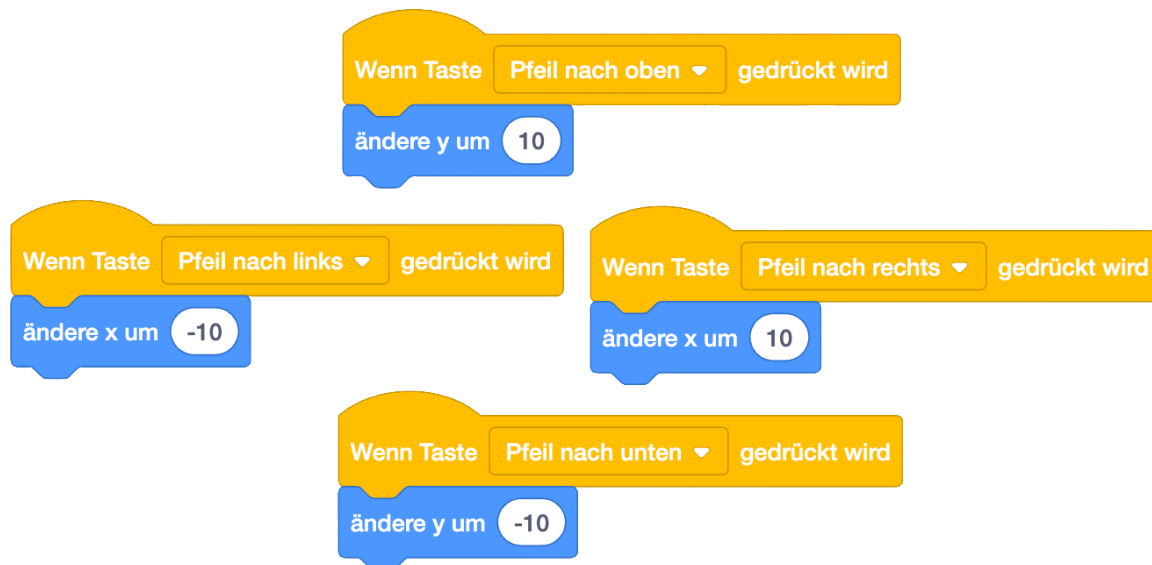 Wenn Taste Pfeil nach oben gedrückt wird
ändere y um 10
Wenn Taste Pfeil nach links gedrückt wird
ändere x um -10
Wenn Taste Pfeil nach rechts gedrückt wird
ändere x um 10
Wenn Taste Pfeil nach unten gedrückt wird
ändere y um -10